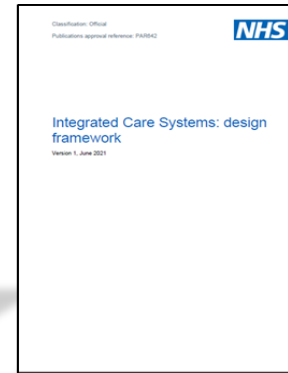 Classification: Official
Publications approval reference: PAR642
NHS
Integrated Care Systems: design
framework
Version 1, June 2021